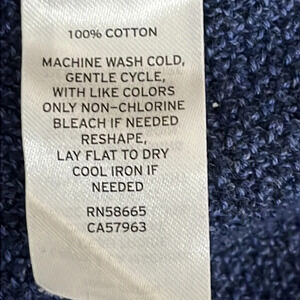 100% COTTON
MACHINE WASH COLD,
GENTLE CYCLE,
WITH LIKE COLORS
ONLY NON-CHLORINE
BLEACH IF NEEDED
RESHAPE,
LAY FLAT TO DRY
COOL IRON IF
NEEDED
RN58665
CA57963